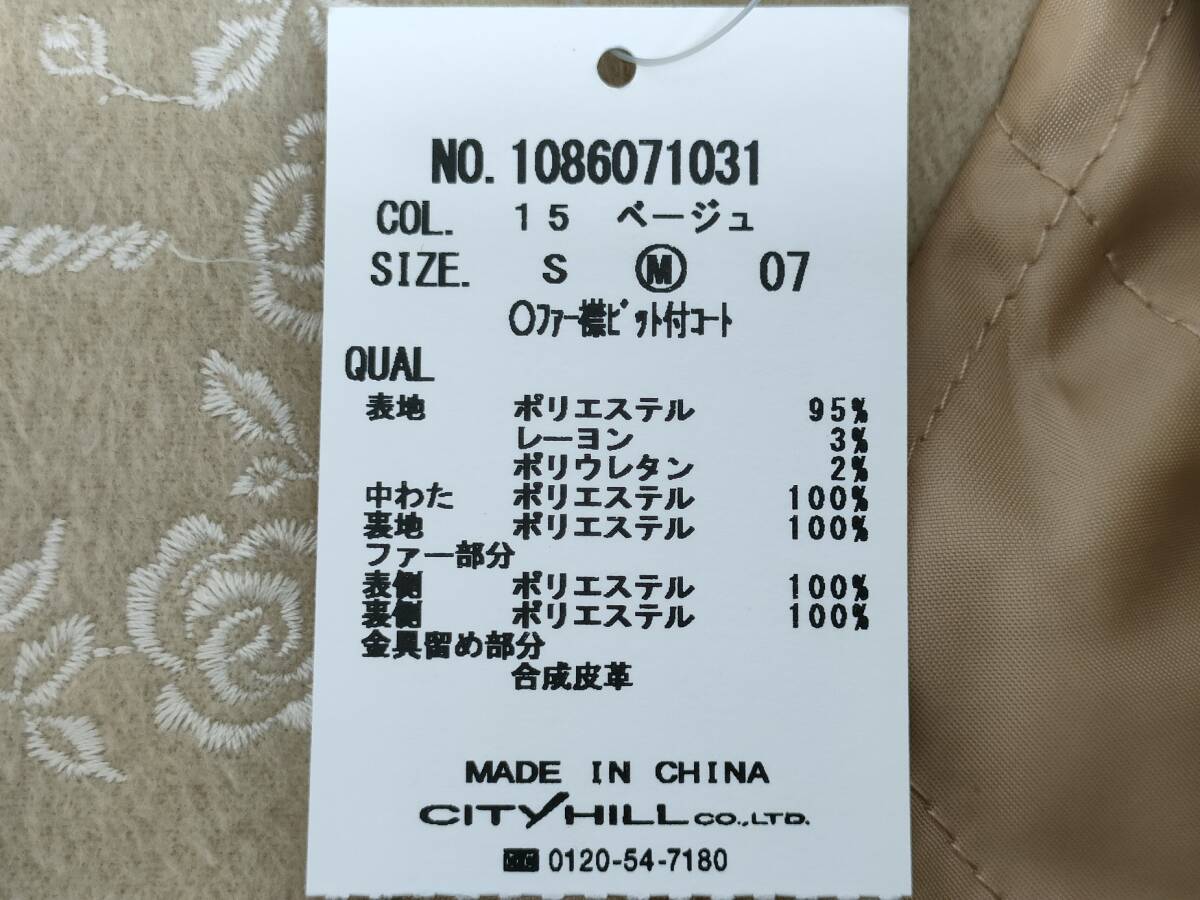 NO. 1086071031
COL. 15 ベージュ
SIZE. S Ⓜ 07
○ファー襟ビット付コート
QUAL
表地 ポリエステル 95%
レーヨン 3%
ポリウレタン 2%
中わた ポリエステル 100%
裏地 ポリエステル 100%
ファー部分
表側 ポリエステル 100%
裏側 ポリエステル 100%
金具留め部分
合成皮革
MADE IN CHINA
CITY HILL CO.,LTD.
0120-54-7180